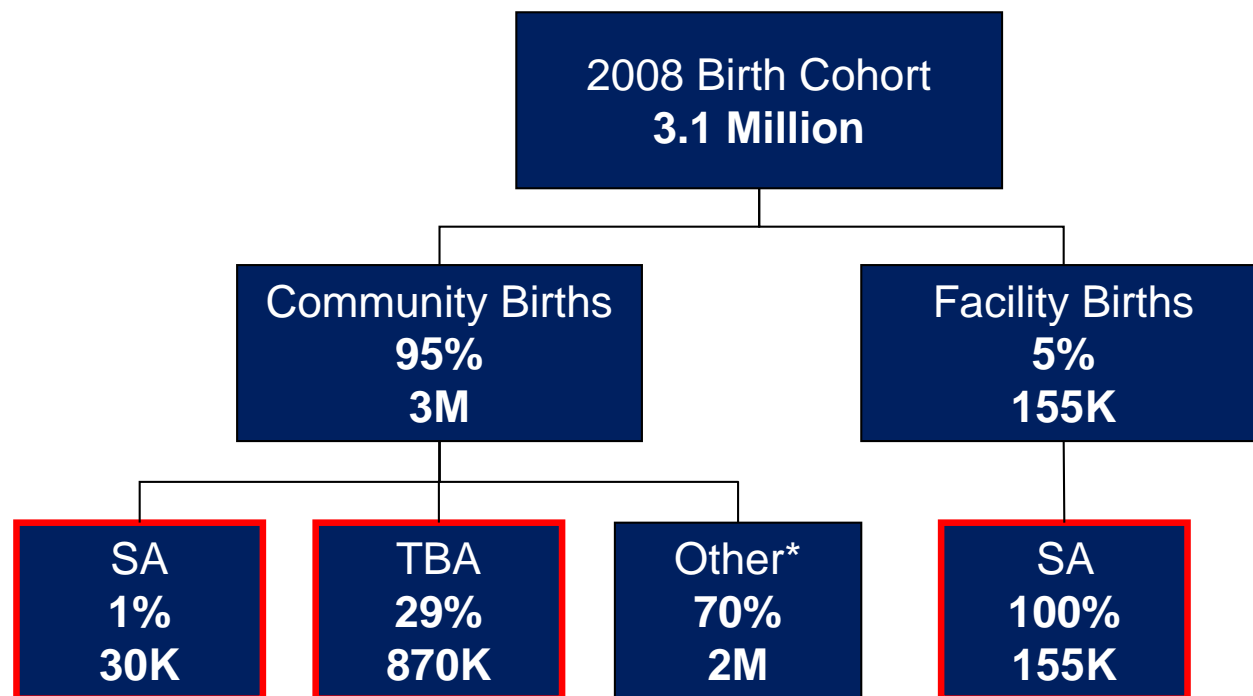 2008 Birth Cohort
3.1 Million
Community Births
95%
3M
Facility Births
5%
155K
SA
1%
30K
TBA
29%
870K
Other*
70%
2M
SA
100%
155K